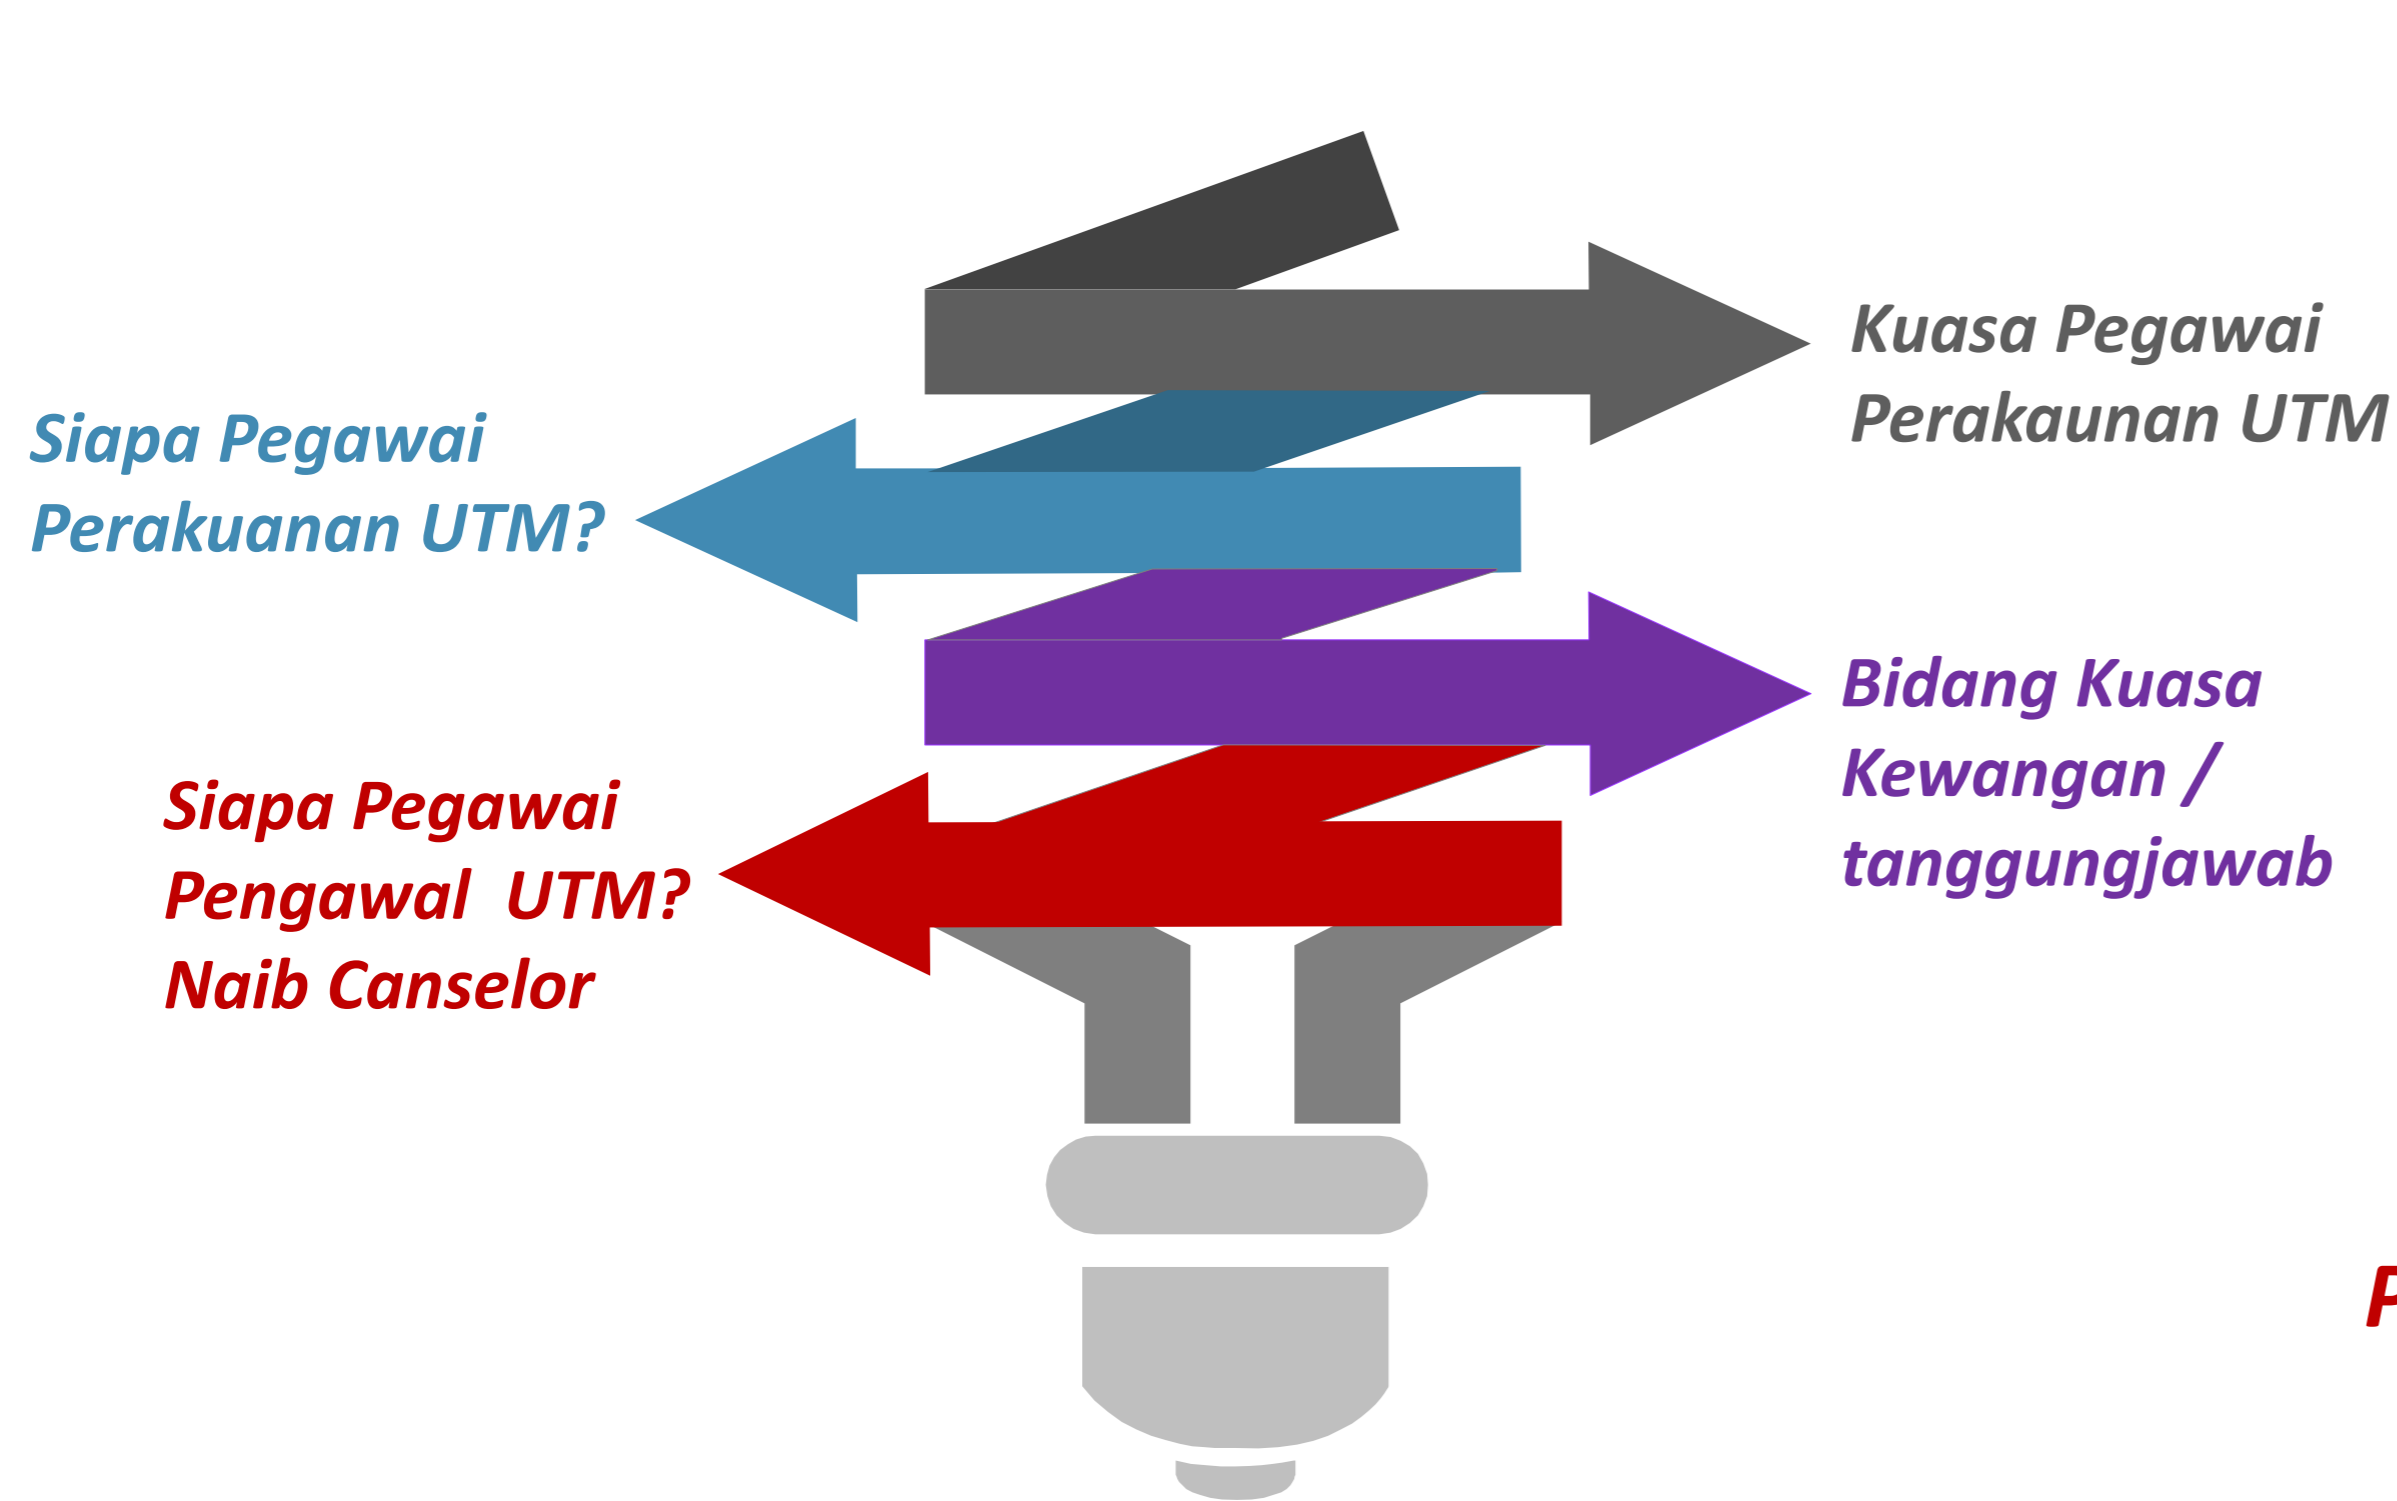 Kuasa Pegawai
Perakaunan UTM
Siapa Pegawai
Perakuanan UTM?
Bidang Kuasa
Kewangan /
tanggungjawab
Siapa Pegawai
Pengawal UTM?
Naib Canselor